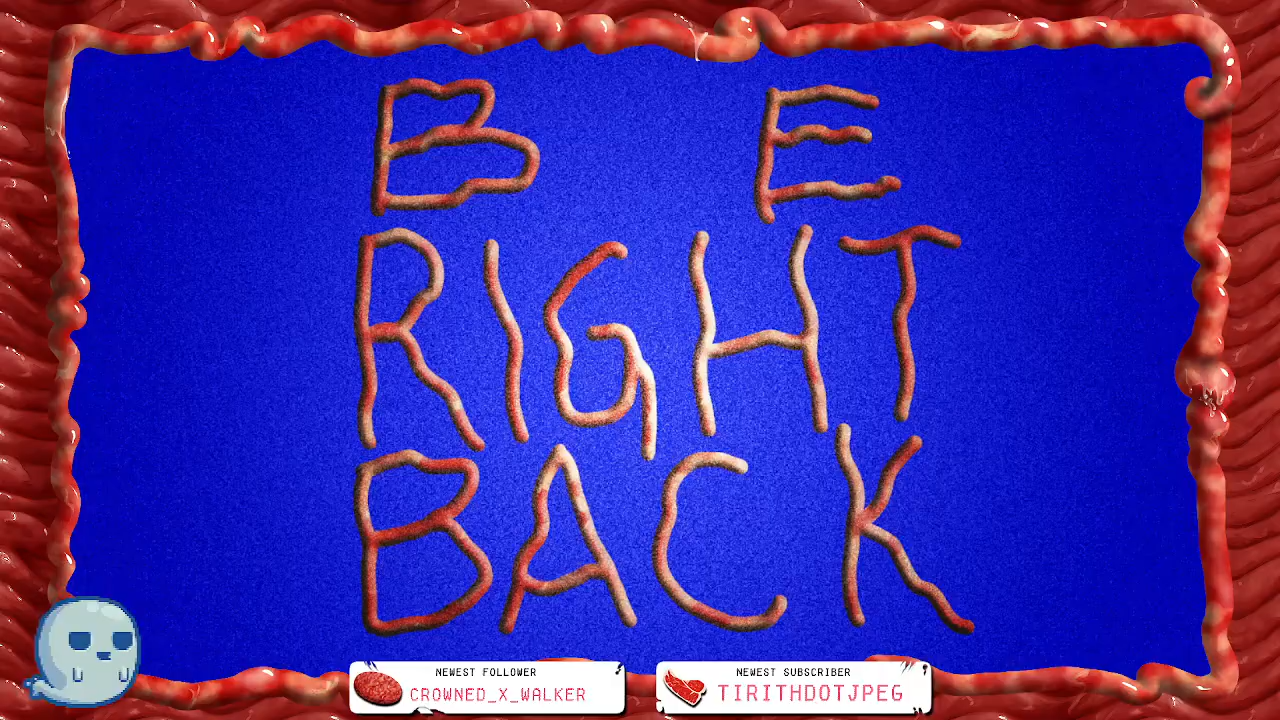 B E
RIGHT
BACK
NEWEST FOLLOWER
CROWNED_X_WALKER
NEWEST SUBSCRIBER
TIRITHDOTJPEG